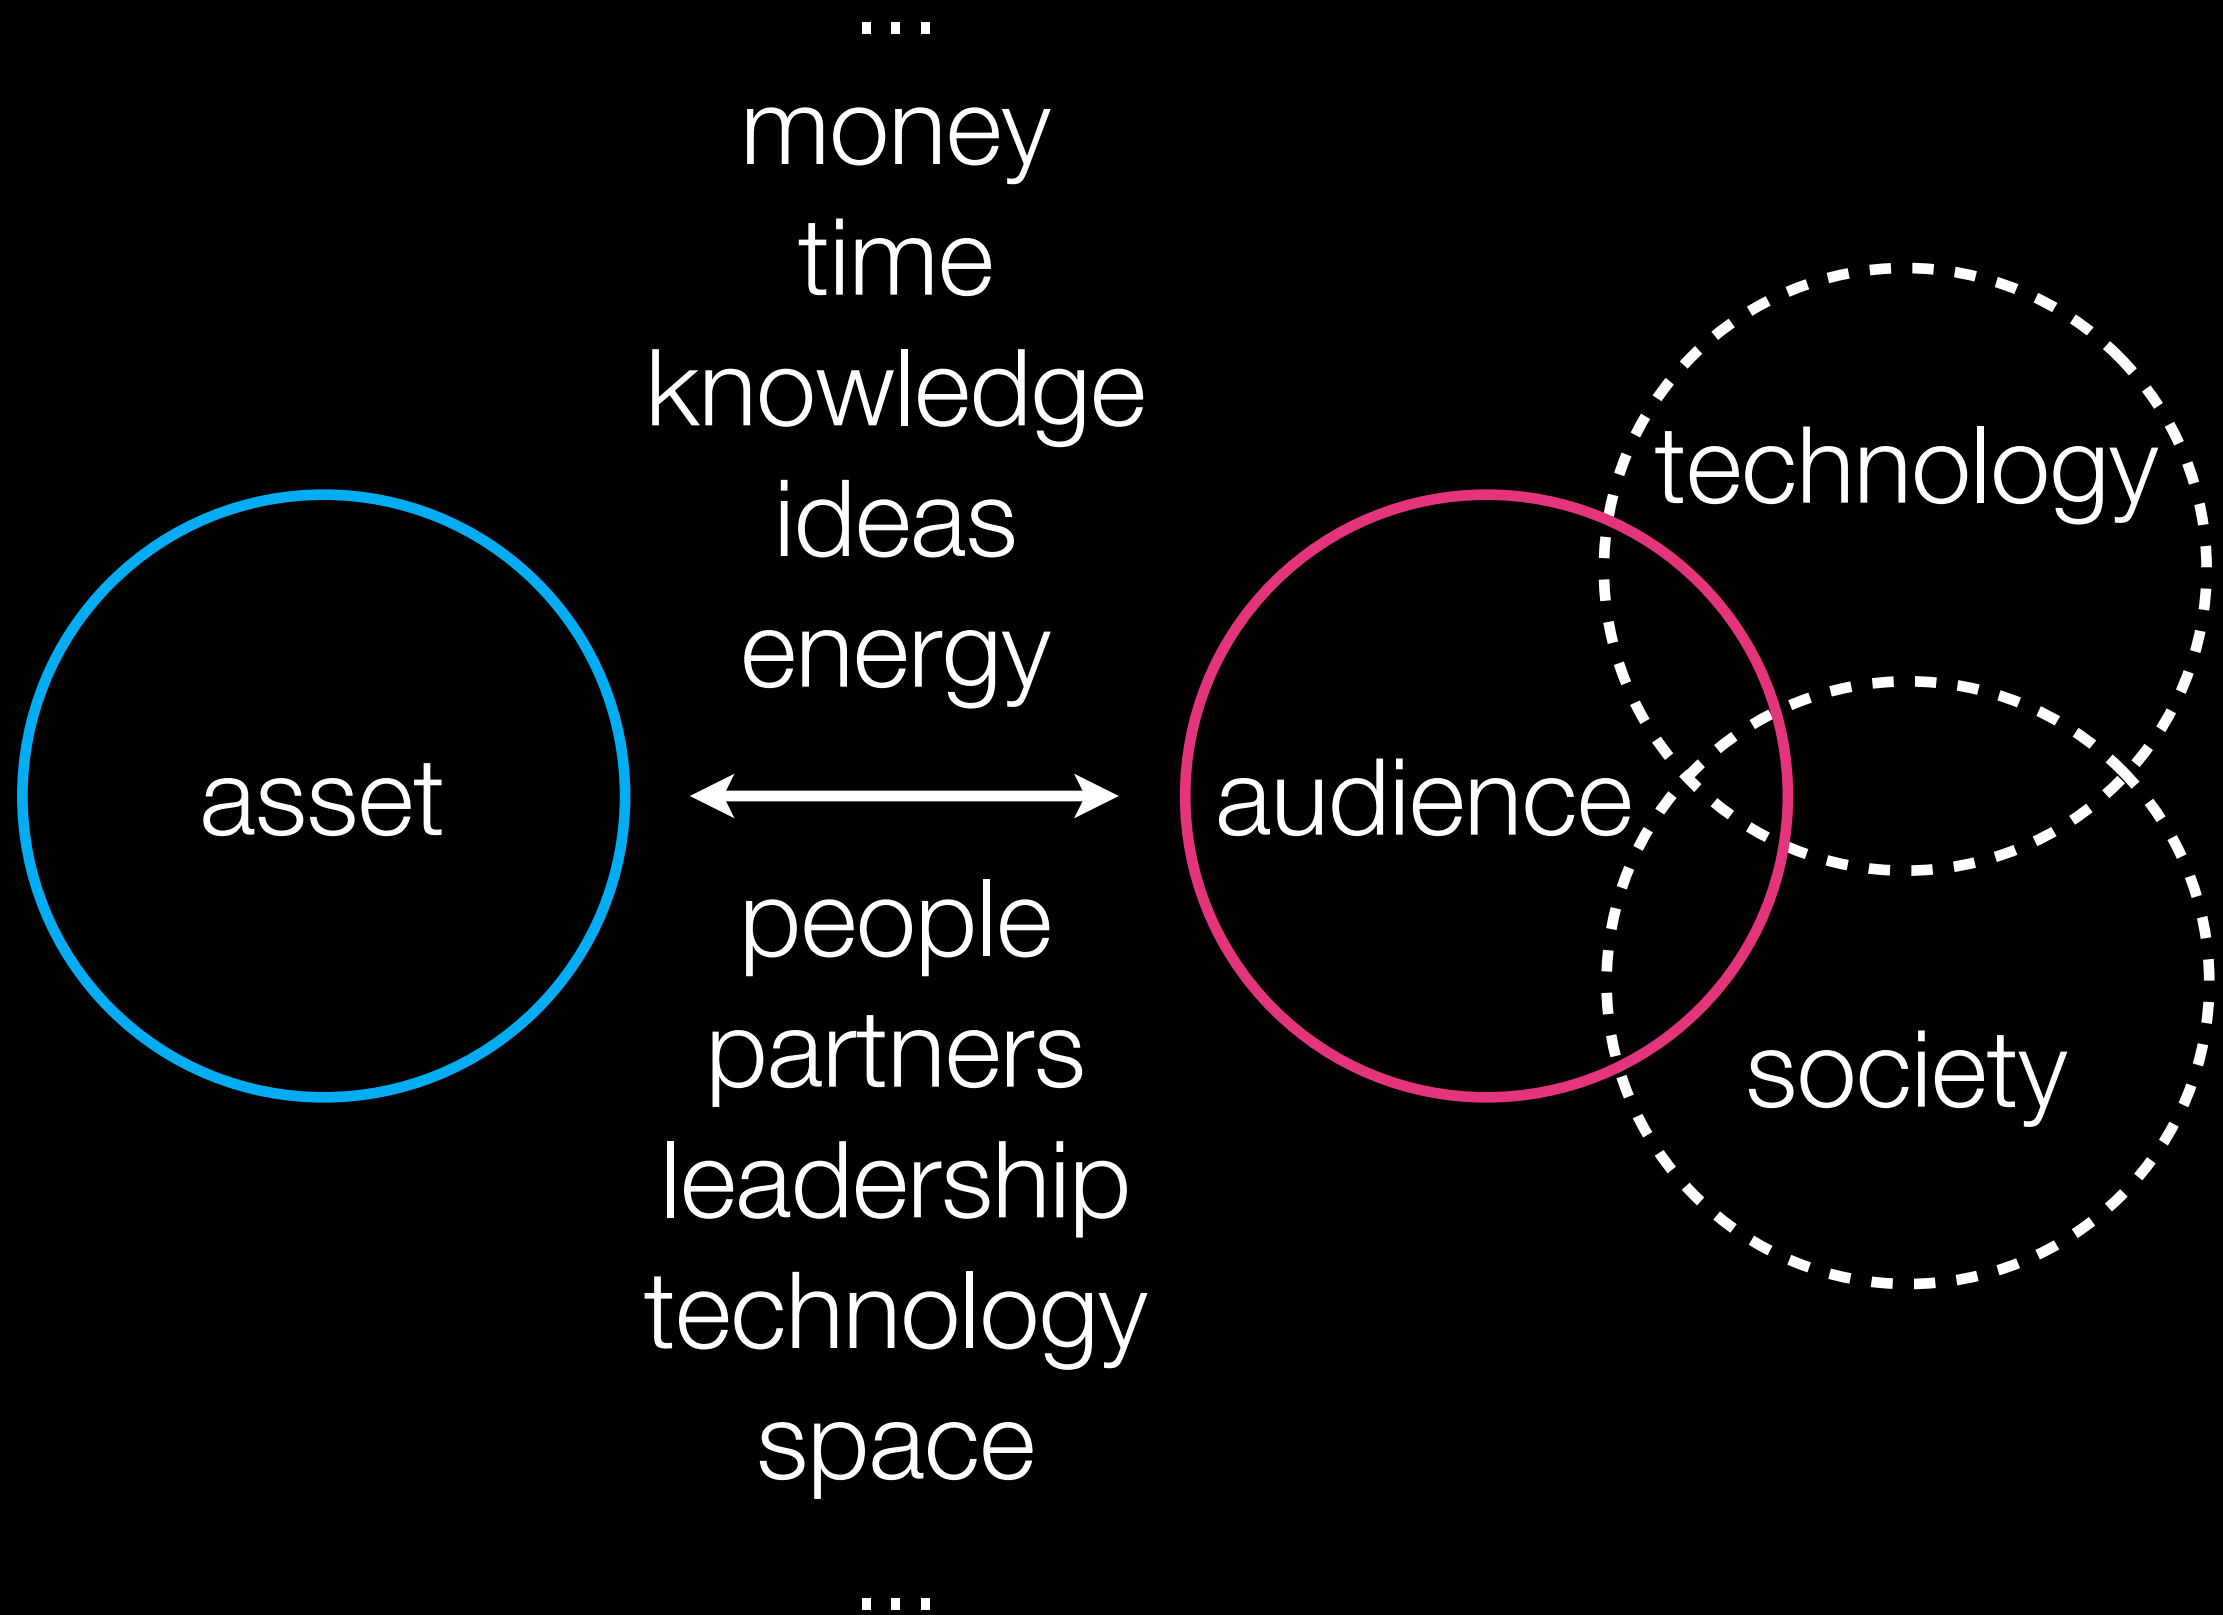 ...
money
time
knowledge
ideas
energy
people
partners
leadership
technology
space
...
asset
audience
technology
society